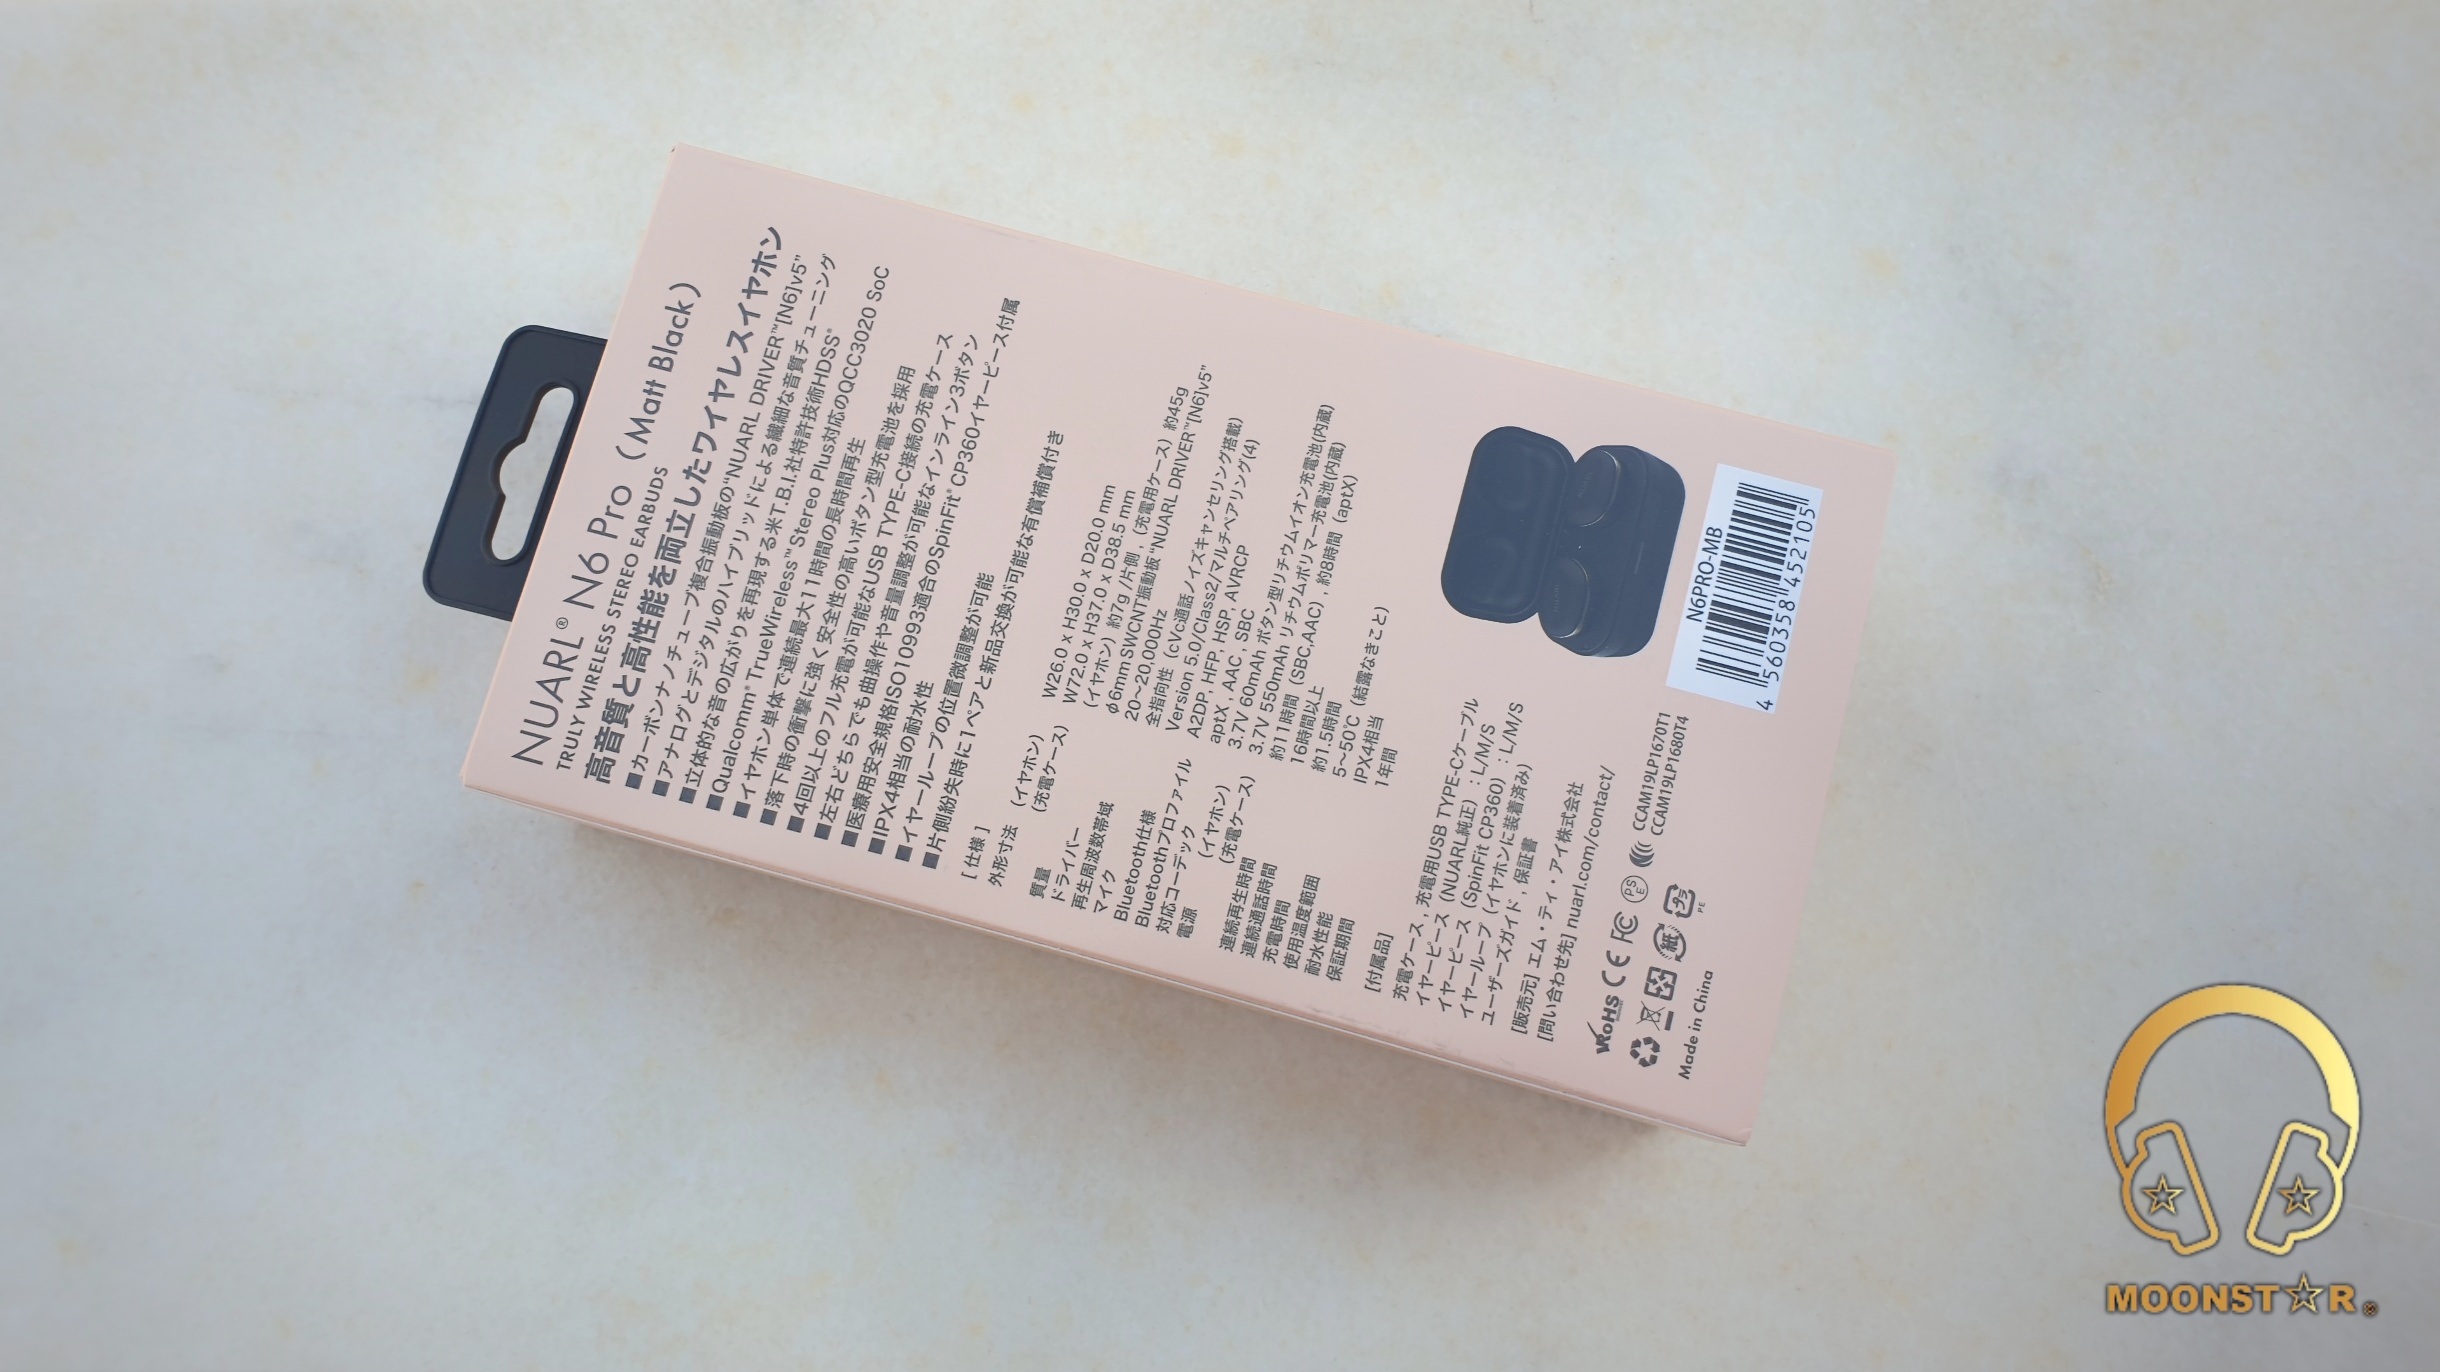 NUARL® N6 Pro (Matt Black)
TRULY WIRELESS STEREO EARBUDS
高音質と高性能を両立したワイヤレスイヤホン
■カーボンナノチューブ複合振動板の“NUARL DRIVER™[N6]v5”
■アナログとデジタルのハイブリッドによる繊細な音質チューニング
■立体的な音の広がりを再現する米T.B.I.社特許技術HDSS®
■Qualcomm® TrueWireless™ Stereo Plus対応のQCC3020 SoC
■イヤホン単体で連続最大11時間の長時間再生
■落下時の衝撃に強く安全性の高いボタン型充電池を採用
■4回以上のフル充電が可能なUSB TYPE-C接続の充電ケース
■左右どちらでも曲操作や音量調整が可能なインライン3ボタン
■医療用安全規格ISO10993適合のSpinFit® CP360イヤーピース付属
■IPX4相当の耐水性
■イヤーループの位置微調整が可能
■片側紛失時に1ペアと新品交換が可能な有償補償付き
[仕様]
外形寸法 (イヤホン) W26.0 x H30.0 x D20.0 mm
(充電ケース) W72.0 x H37.0 x D38.5 mm
質量 (イヤホン) 約7g /片側 , (充電用ケース) 約45g
ドライバー φ6mm SWCNT振動板“NUARL DRIVER™[N6]v5”
再生周波数帯域 20〜20,000Hz
マイク 全指向性 (cVc通話ノイズキャンセリング搭載)
Bluetooth仕様 Version 5.0/Class2/マルチペアリング(4)
Bluetoothプロファイル A2DP, HFP, HSP, AVRCP
対応コーデック aptX , AAC , SBC
電源 (イヤホン) 3.7V 60mAh ボタン型リチウムイオン充電池(内蔵)
(充電ケース) 3.7V 550mAh リチウムポリマー充電池(内蔵)
連続再生時間 約11時間 (SBC,AAC) , 約8時間 (aptX)
連続通話時間 16時間以上
充電時間 約1.5時間
使用温度範囲 5~50℃ (結露なきこと)
耐水性能 IPX4相当
保証期間 1年間
[付属品]
充電ケース , 充電用USB TYPE-Cケーブル
イヤーピース (NUARL純正) : L/M/S
イヤーピース (SpinFit CP360) : L/M/S
イヤーループ (イヤホンに装着済み)
ユーザーズガイド , 保証書
[販売元] エム・ティ・アイ株式会社
[問い合わせ先] nuarl.com/contact/
RoHS CE FC PSE
CCAM19LP1670T1
CCAM19LP1680T4
紙 プラ
PE
Made in China
N6PRO-MB
4 560358 452105
MOONST☆R®